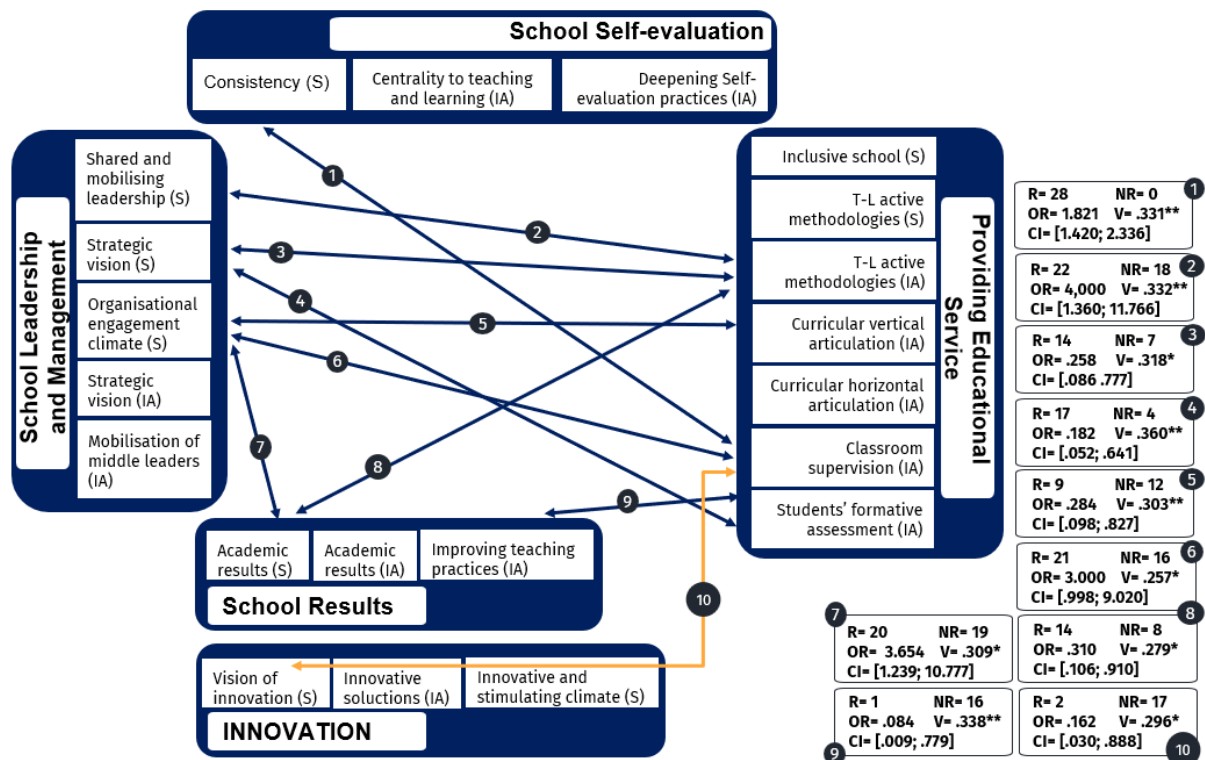 School Self-evaluation
Consistency (S)
Centrality to teaching
and learning (IA)
Deepening Self-
evaluation practices (IA)
School Leadership
and Management
Shared and
mobilising
leadership (S)
Strategic
vision (S)
Organisational
engagement
climate (S)
Strategic
vision (IA)
Mobilisation of
middle leaders
(IA)
1
2
3
4
5
6
7
8
9
10
Inclusive school (S)
T-L active
methodologies (S)
T-L active
methodologies (IA)
Curricular vertical
articulation (IA)
Curricular horizontal
articulation (IA)
Classroom
supervision (IA)
Students’ formative
assessment (IA)
Providing Educational
Service
Academic
results (S)
Academic
results (IA)
Improving teaching
practices (IA)
School Results
Vision of
innovation (S)
Innovative
soluctions (IA)
Innovative and
stimulating climate (S)
INNOVATION
1
R= 28 NR= 0
OR= 1.821 V= .331**
CI= [1.420; 2.336]
2
R= 22 NR= 18
OR= 4,000 V= .332**
CI= [1.360; 11.766]
3
R= 14 NR= 7
OR= .258 V= .318*
CI= [.086 .777]
4
R= 17 NR= 4
OR= .182 V= .360**
CI= [.052; .641]
5
R= 9 NR= 12
OR= .284 V= .303**
CI= [.098; .827]
6
R= 21 NR= 16
OR= 3.000 V= .257*
CI= [.998; 9.020]
7
R= 20 NR= 19
OR= 3.654 V= .309*
CI= [1.239; 10.777]
8
R= 14 NR= 8
OR= .310 V= .279*
CI= [.106; .910]
R= 1 NR= 16
OR= .084 V= .338**
CI= [.009; .779]
9
R= 2 NR= 17
OR= .162 V= .296*
CI= [.030; .888]
10